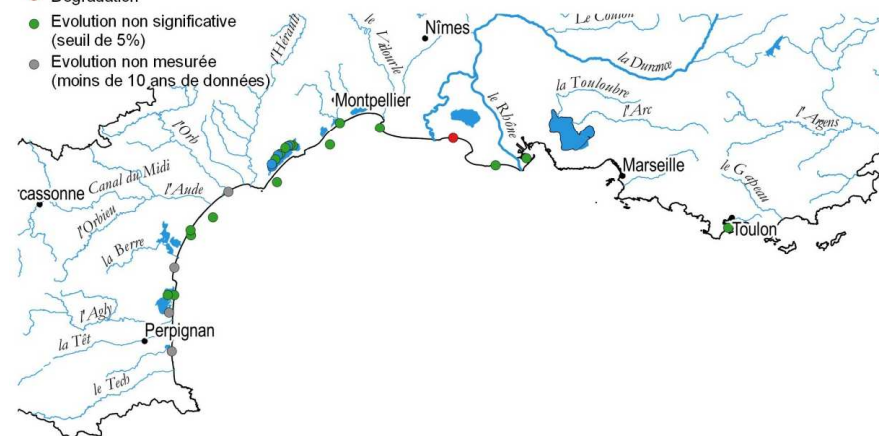 Dégradation
Evolution non significative
(seuil de 5%)
Evolution non mesurée
(moins de 10 ans de données)
Nîmes
Le Coulon
la Durance
l'Hérault
le Vidourle
Montpellier
le Rhône
la Touloubre
l'Arc
l'Argens
l'Orb
Marseille
le Gapeau
Canal du Midi
rcassonne
l'Aude
l'Orbieu
Toulon
la Berre
l'Agly
Perpignan
la Têt
le Tech